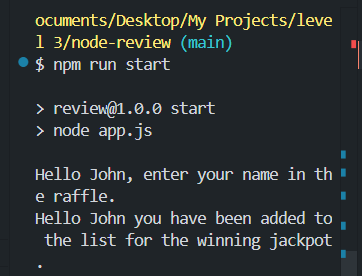 ocuments/Desktop/My Projects/leve
l 3/node-review (main)
$ npm run start
> review@1.0.0 start
> node app.js
Hello John, enter your name in th
e raffle.
Hello John you have been added to
 the list for the winning jackpot
.